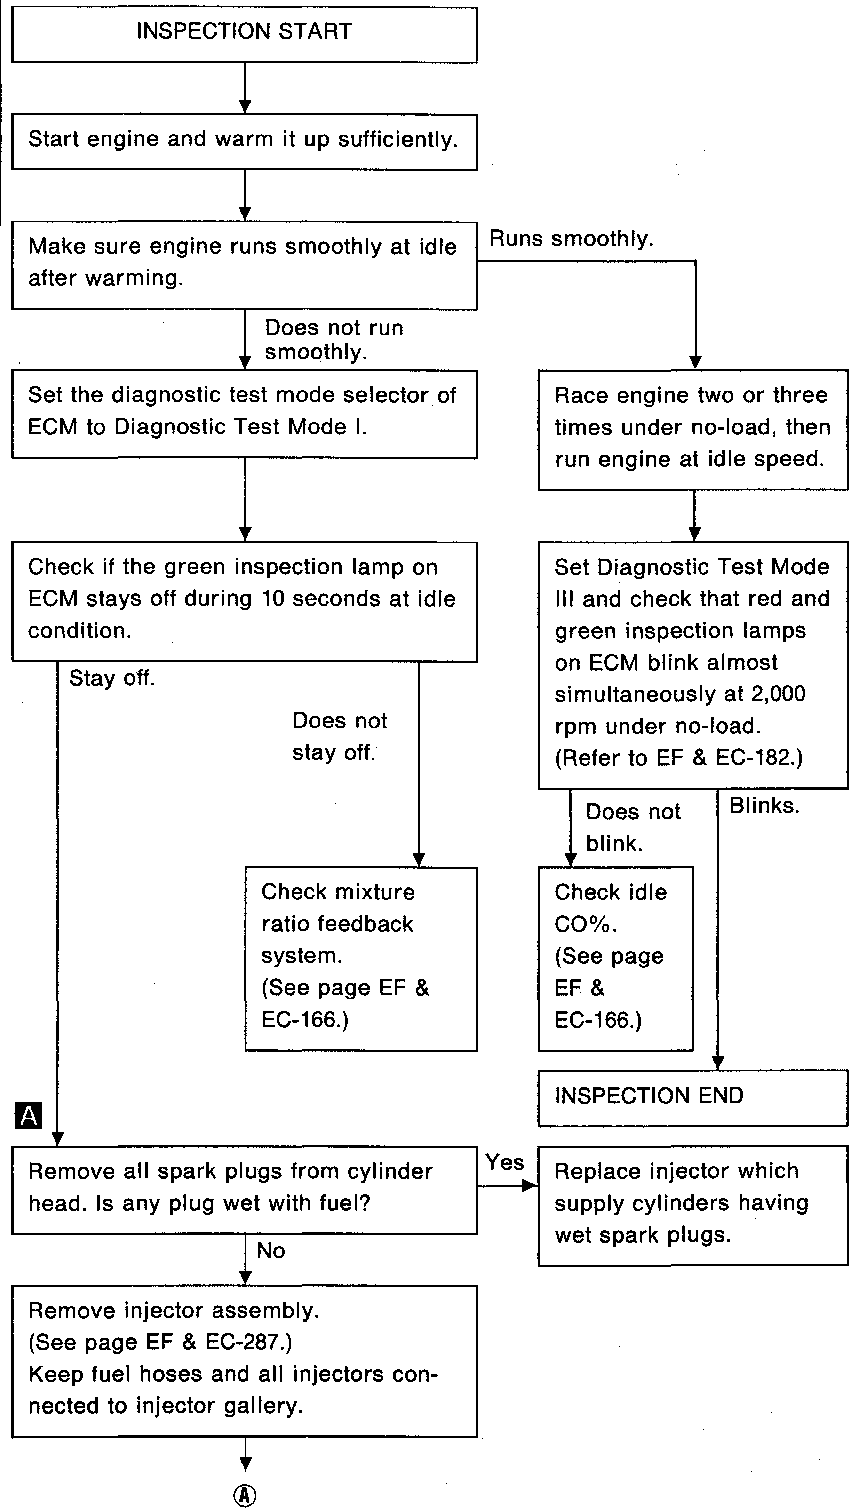 INSPECTION START
Start engine and warm it up sufficiently.
Make sure engine runs smoothly at idle
after warming.
Runs smoothly.
Does not run
smoothly.
Set the diagnostic test mode selector of
ECM to Diagnostic Test Mode I.
Race engine two or three
times under no-load, then
run engine at idle speed.
Check if the green inspection lamp on
ECM stays off during 10 seconds at idle
condition.
Set Diagnostic Test Mode
III and check that red and
green inspection lamps
on ECM blink almost
simultaneously at 2,000
rpm under no-load.
(Refer to EF & EC-182.)
Stay off.
Does not
stay off.
Does not
blink.
Blinks.
Check mixture
ratio feedback
system.
(See page EF &
EC-166.)
Check idle
CO%.
(See page
EF &
EC-166.)
INSPECTION END
A
Remove all spark plugs from cylinder
head. Is any plug wet with fuel?
Yes
Replace injector which
supply cylinders having
wet spark plugs.
No
Remove injector assembly.
(See page EF & EC-287.)
Keep fuel hoses and all injectors con-
nected to injector gallery.
Ⓐ